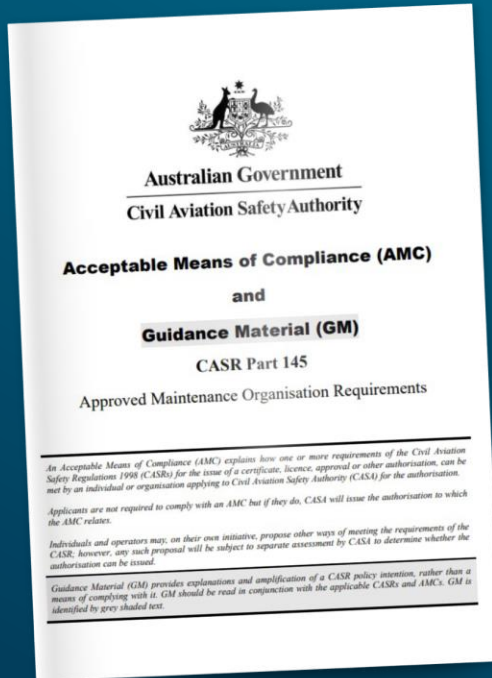 AUSTRALIA
Australian Government
Civil Aviation Safety Authority
Acceptable Means of Compliance (AMC)
and
Guidance Material (GM)
CASR Part 145
Approved Maintenance Organisation Requirements
An Acceptable Means of Compliance (AMC) explains how one or more requirements of the Civil Aviation
Safety Regulations 1998 (CASRs) for the issue of a certificate, licence, approval or other authorisation, can be
met by an individual or organisation applying to Civil Aviation Safety Authority (CASA) for the authorisation.
Applicants are not required to comply with an AMC but if they do, CASA will issue the authorisation to which
the AMC relates.
Individuals and operators may, on their own initiative, propose other ways of meeting the requirements of the
CASR; however, any such proposal will be subject to separate assessment by CASA to determine whether the
authorisation can be issued.
Guidance Material (GM) provides explanations and amplification of a CASR policy intention, rather than a
means of complying with it. GM should be read in conjunction with the applicable CASRs and AMCs. GM is
identified by grey shaded text.